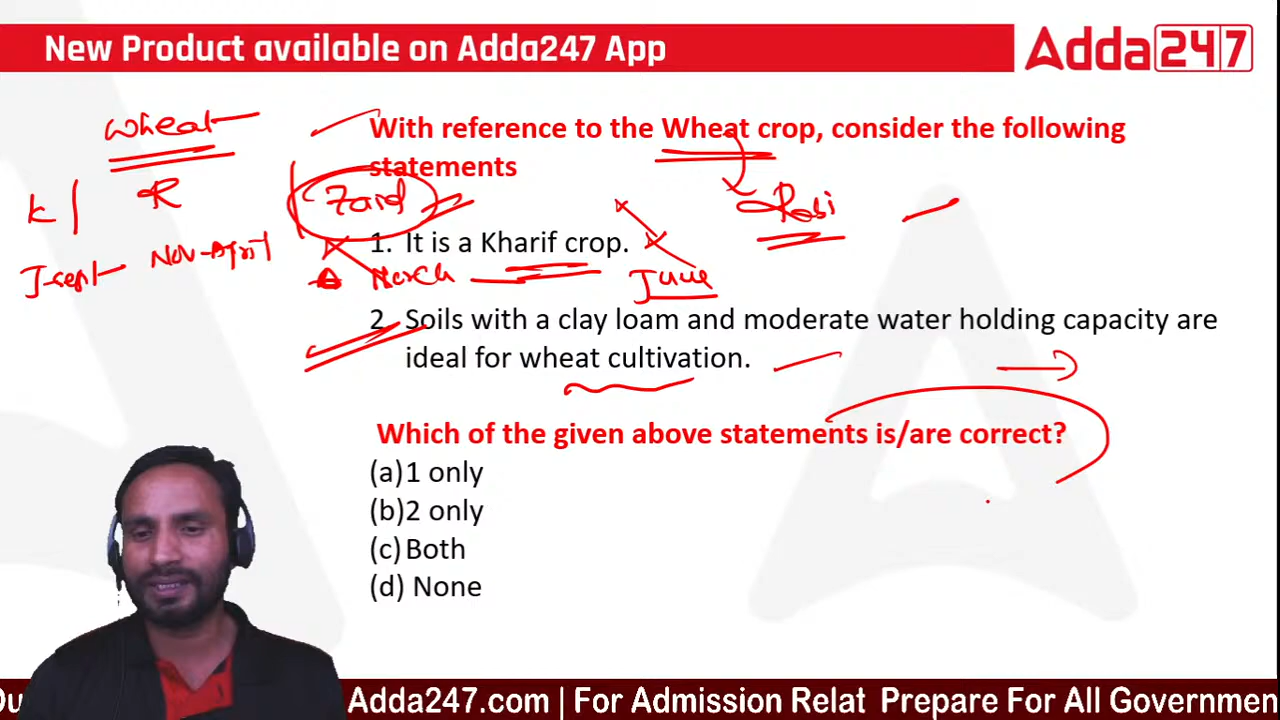 New Product available on Adda247 App
Adda247
Wheat
With reference to the Wheat crop, consider the following
statements
K | R
Zaid
Rabi
1. It is a Kharif crop.
J-sept Nov-April
March
June
2. Soils with a clay loam and moderate water holding capacity are
ideal for wheat cultivation.
Which of the given above statements is/are correct?
(a) 1 only
(b) 2 only
(c) Both
(d) None
Adda247.com | For Admission Relat Prepare For All Governmen